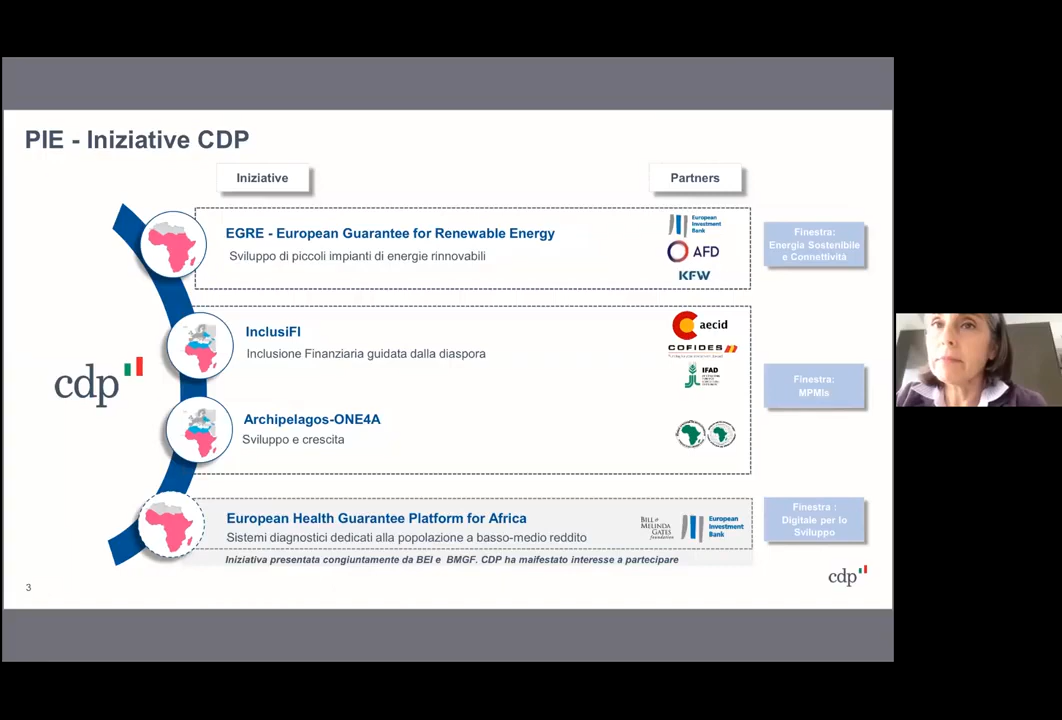 PIE - Iniziative CDP
Iniziative
Partners
EGRE - European Guarantee for Renewable Energy
Sviluppo di piccoli impianti di energie rinnovabili
European
Investment
Bank
AFD
KFW
Finestra:
Energia Sostenibile
e Connettività
InclusiFI
Inclusione Finanziaria guidata dalla diaspora
aecid
COFIDES
IFAD
Finestra:
MPMIs
cdp
Archipelagos-ONE4A
Sviluppo e crescita
European Health Guarantee Platform for Africa
Sistemi diagnostici dedicati alla popolazione a basso-medio reddito
BILL &
MELINDA
GATES
foundation
European
Investment
Bank
Finestra :
Digitale per lo
Sviluppo
Iniziativa presentata congiuntamente da BEI e BMGF. CDP ha maifestato interesse a partecipare
cdp
3